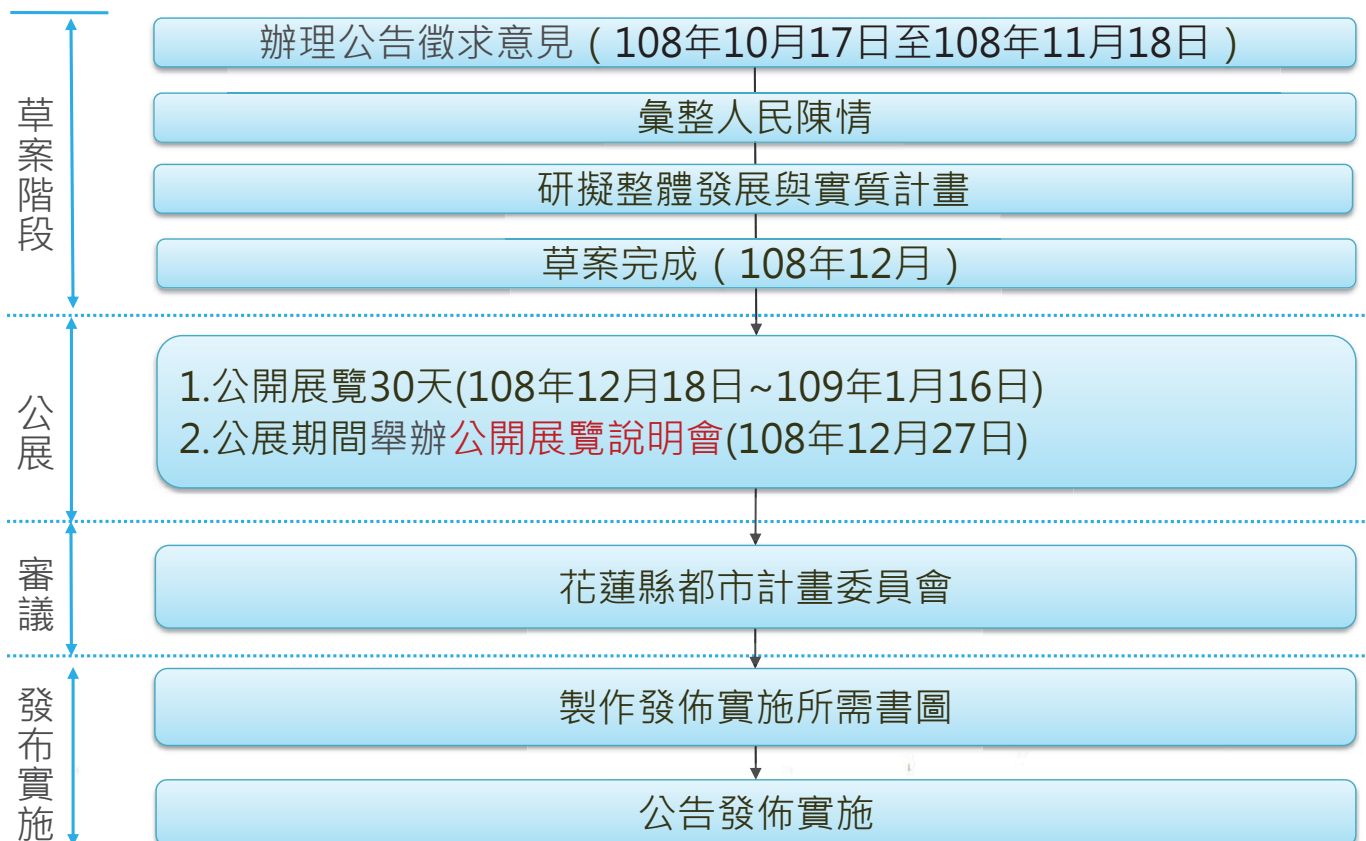 草案階段
辦理公告徵求意見(108年10月17日至108年11月18日)
彙整人民陳情
研擬整體發展與實質計畫
草案完成(108年12月)
公展
1.公開展覽30天(108年12月18日~109年1月16日)
2.公展期間舉辦公開展覽說明會(108年12月27日)
審議
花蓮縣都市計畫委員會
發布實施
製作發佈實施所需書圖
公告發佈實施